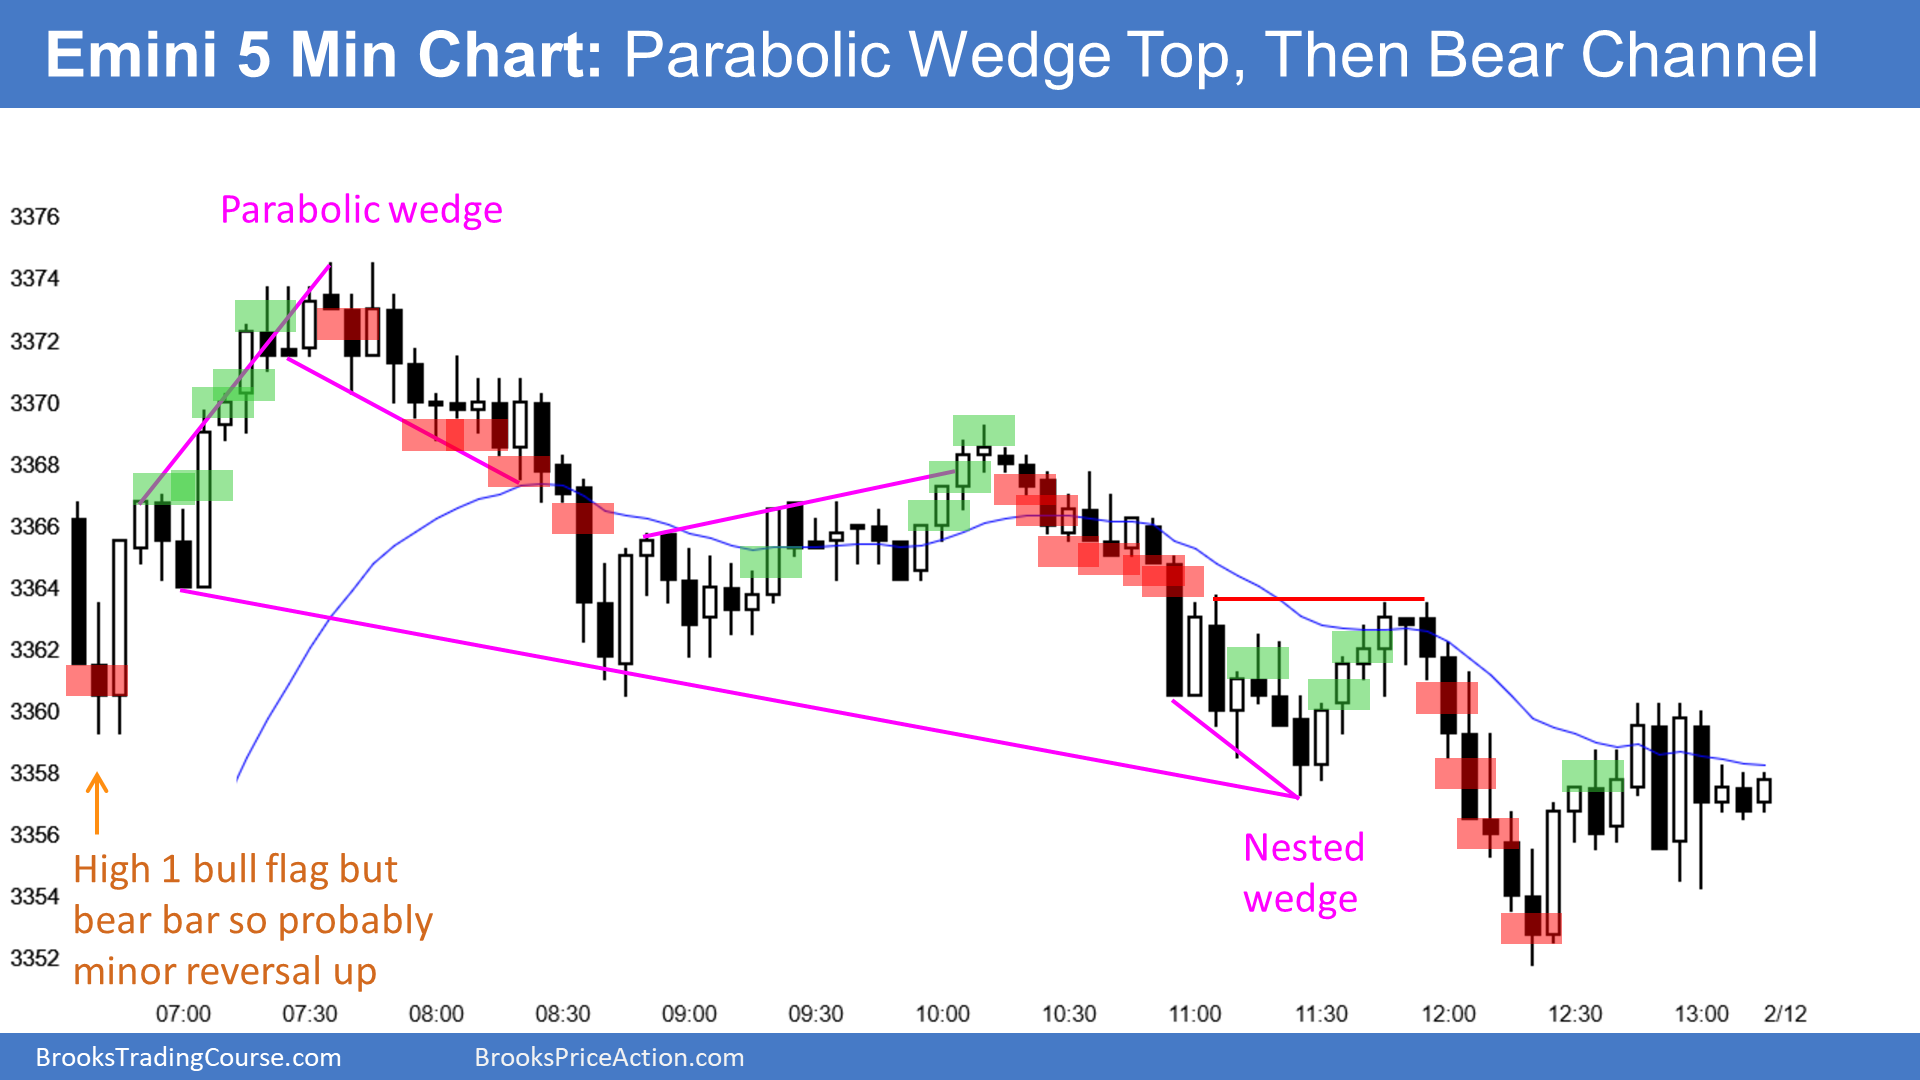 Emini 5 Min Chart: Parabolic Wedge Top, Then Bear Channel
Parabolic wedge
3376
3374
3372
3370
3368
3366
3364
3362
3360
3358
3356
3354
3352
High 1 bull flag but
bear bar so probably
minor reversal up
Nested
wedge
07:00 07:30 08:00 08:30 09:00 09:30 10:00 10:30 11:00 11:30 12:00 12:30 13:00 2/12
BrooksTradingCourse.com BrooksPriceAction.com